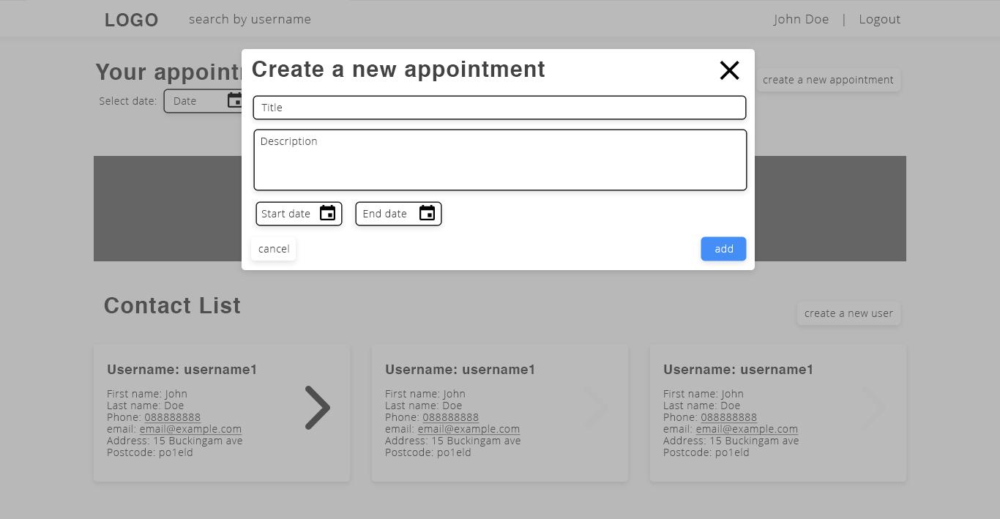 LOGO search by username John Doe | Logout
Your appoint
Create a new appointment
create a new appointment
Select date: Date
Title
Description
Start date End date
cancel add
Contact List
create a new user
Username: username1
First name: John
Last name: Doe
Phone: 088888888
email: email@example.com
Address: 15 Buckingam ave
Postcode: po1eld
Username: username1
First name: John
Last name: Doe
Phone: 088888888
email: email@example.com
Address: 15 Buckingam ave
Postcode: po1eld
Username: username1
First name: John
Last name: Doe
Phone: 088888888
email: email@example.com
Address: 15 Buckingam ave
Postcode: po1eld